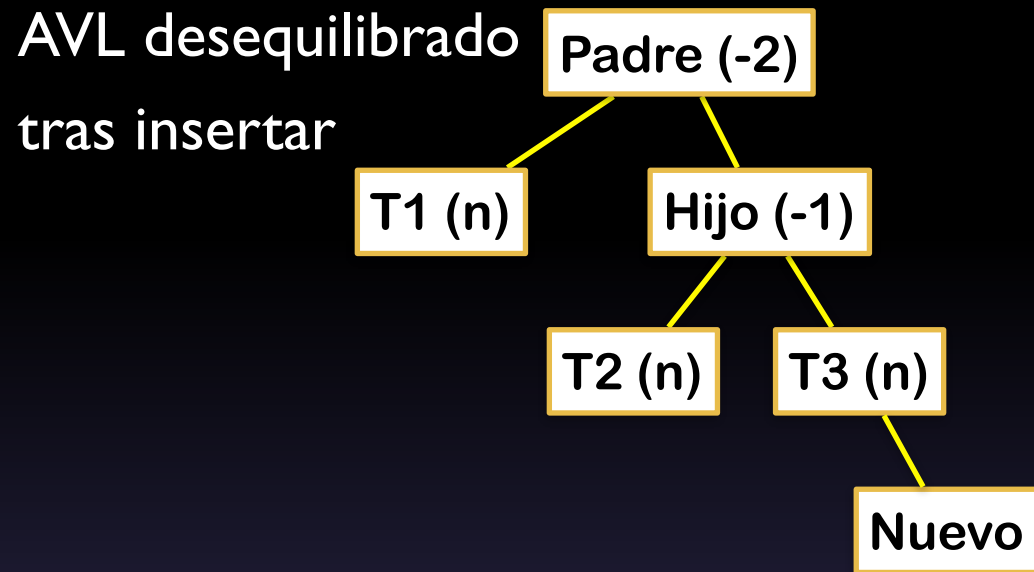 AVL desequilibrado
tras insertar
Padre (-2)
T1 (n)
Hijo (-1)
T2 (n)
T3 (n)
Nuevo